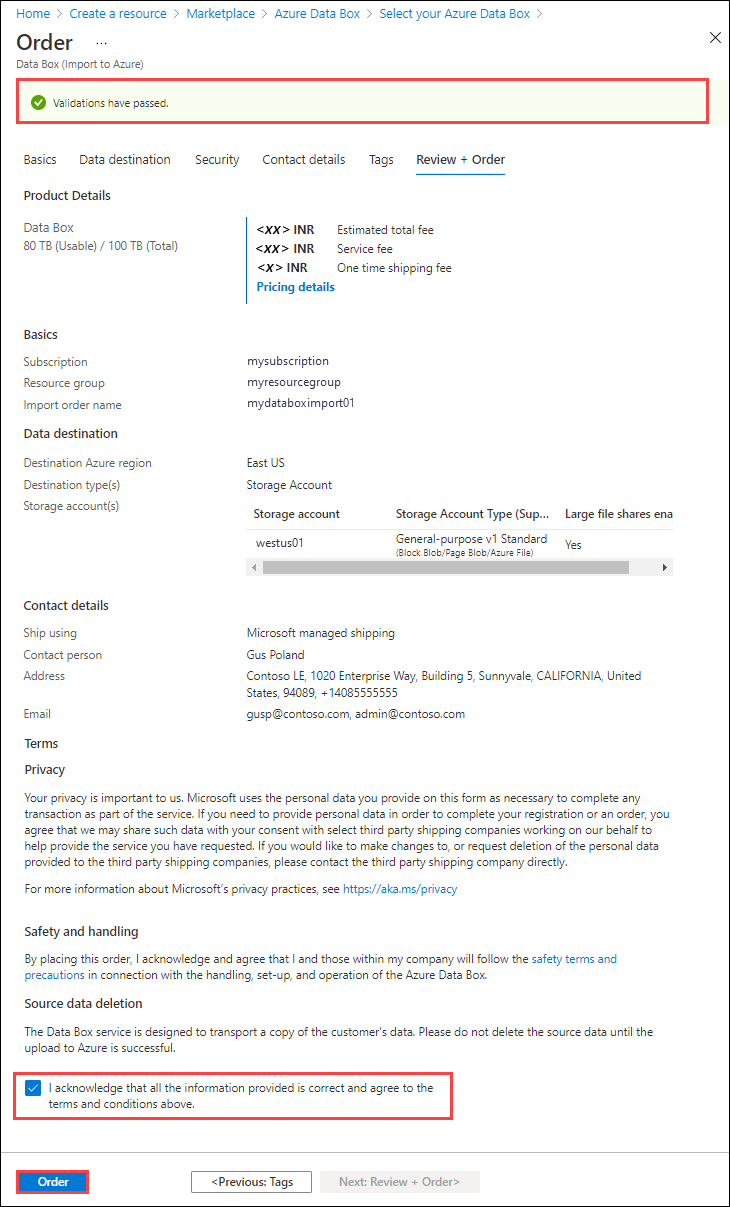 Home > Create a resource > Marketplace > Azure Data Box > Select your Azure Data Box >
Order ...
Data Box (Import to Azure)
Validations have passed.
Basics Data destination Security Contact details Tags Review + Order
Product Details
Data Box
80 TB (Usable) / 100 TB (Total)
<XX> INR Estimated total fee
<XX> INR Service fee
<X> INR One time shipping fee
Pricing details
Basics
Subscription mysubscription
Resource group myresourcegroup
Import order name mydataboximport01
Data destination
Destination Azure region East US
Destination type(s) Storage Account
Storage account(s)
Storage account Storage Account Type (Sup... Large file shares ena
westus01 General-purpose v1 Standard Yes
(Block Blob/Page Blob/Azure File)
Contact details
Ship using Microsoft managed shipping
Contact person Gus Poland
Address Contoso LE, 1020 Enterprise Way, Building 5, Sunnyvale, CALIFORNIA, United
States, 94089, +14085555555
Email gusp@contoso.com, admin@contoso.com
Terms
Privacy
Your privacy is important to us. Microsoft uses the personal data you provide on this form as necessary to complete any
transaction as part of the service. If you need to provide personal data in order to complete your registration or an order, you
agree that we may share such data with your consent with select third party shipping companies working on our behalf to
help provide the service you have requested. If you would like to make changes to, or request deletion of the personal data
provided to the third party shipping companies, please contact the third party shipping company directly.
For more information about Microsoft's privacy practices, see https://aka.ms/privacy
Safety and handling
By placing this order, I acknowledge and agree that I and those within my company will follow the safety terms and
precautions in connection with the handling, set-up, and operation of the Azure Data Box.
Source data deletion
The Data Box service is designed to transport a copy of the customer's data. Please do not delete the source data until the
upload to Azure is successful.
I acknowledge that all the information provided is correct and agree to the
terms and conditions above.
Order <Previous: Tags Next: Review + Order>